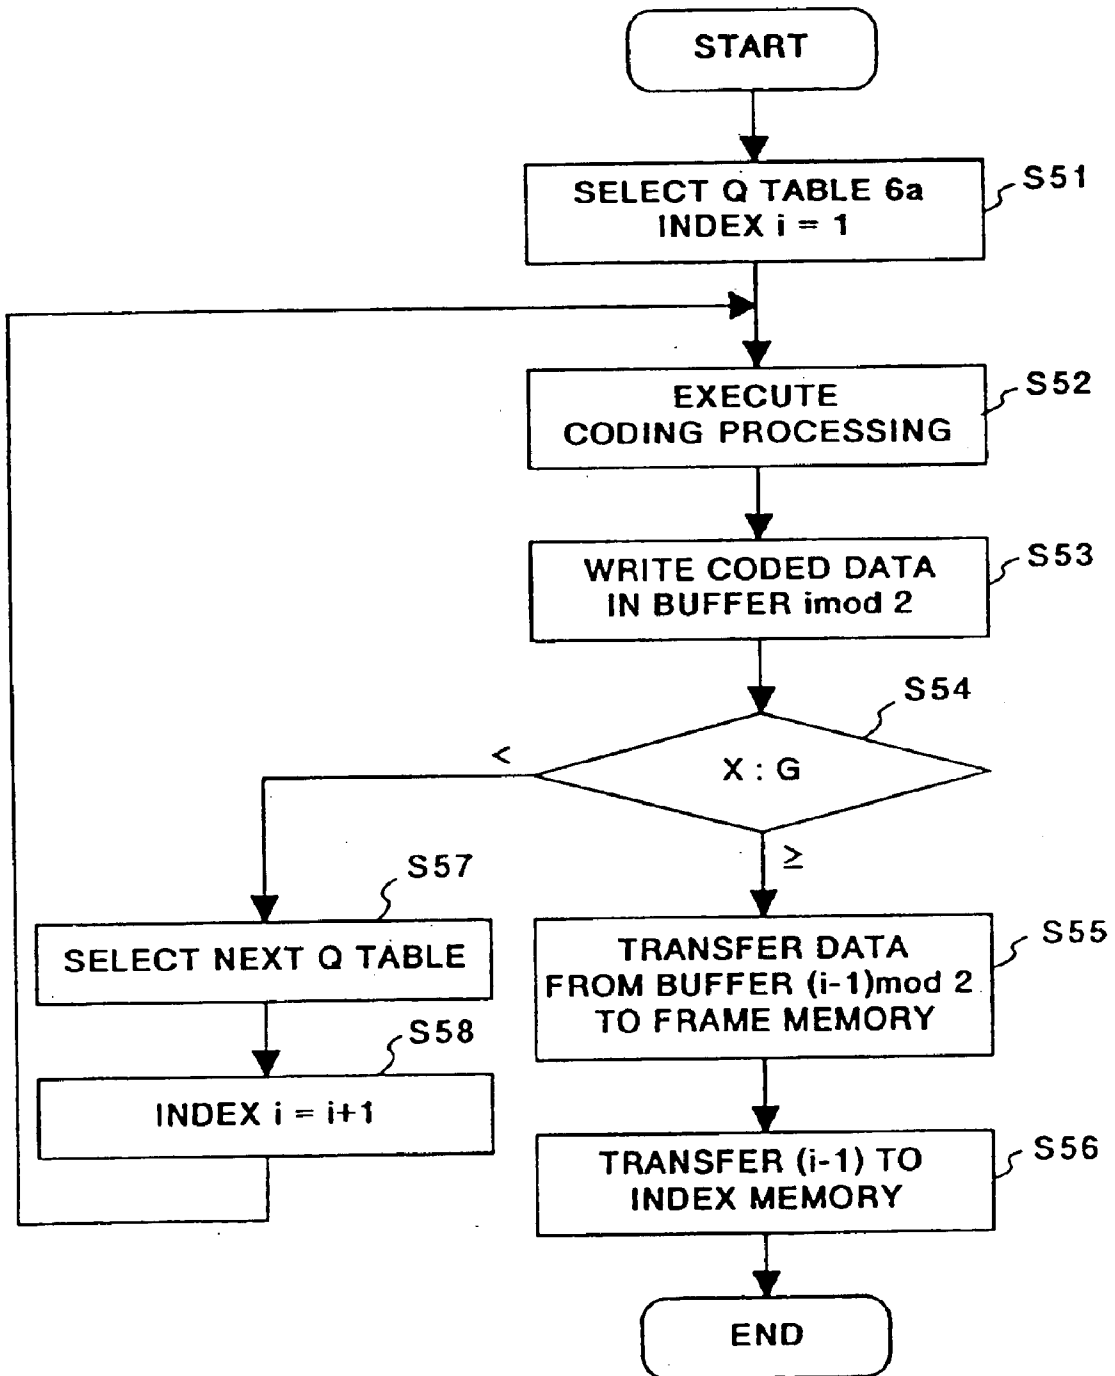 START
SELECT Q TABLE 6a
INDEX i = 1
S51
EXECUTE
CODING PROCESSING
S52
WRITE CODED DATA
IN BUFFER imod 2
S53
S54
X : G
<
≥
S57
SELECT NEXT Q TABLE
S58
INDEX i = i+1
TRANSFER DATA
FROM BUFFER (i-1)mod 2
TO FRAME MEMORY
S55
TRANSFER (i-1) TO
INDEX MEMORY
S56
END